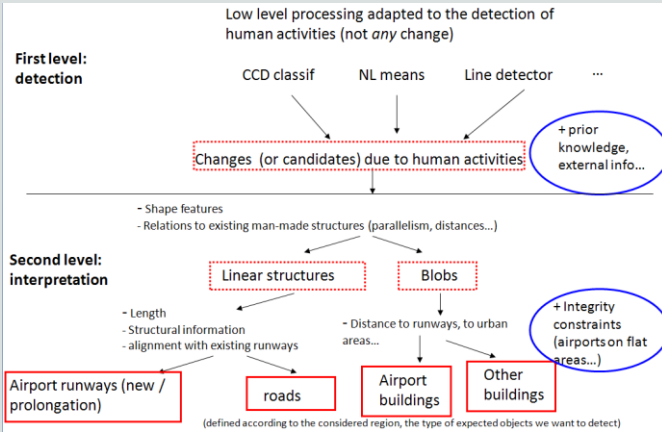 Low level processing adapted to the detection of
human activities (not any change)
First level:
detection
CCD classif
NL means
Line detector
...
+ prior
knowledge,
external info...
Changes (or candidates) due to human activities
- Shape features
- Relations to existing man-made structures (parallelism, distances...)
Second level:
interpretation
Linear structures
Blobs
- Length
- Structural information
- alignment with existing runways
- Distance to runways, to urban
areas...
+ Integrity
constraints
(airports on flat
areas...)
Airport runways (new /
prolongation)
roads
Airport
buildings
Other
buildings
(defined according to the considered region, the type of expected objects we want to detect)